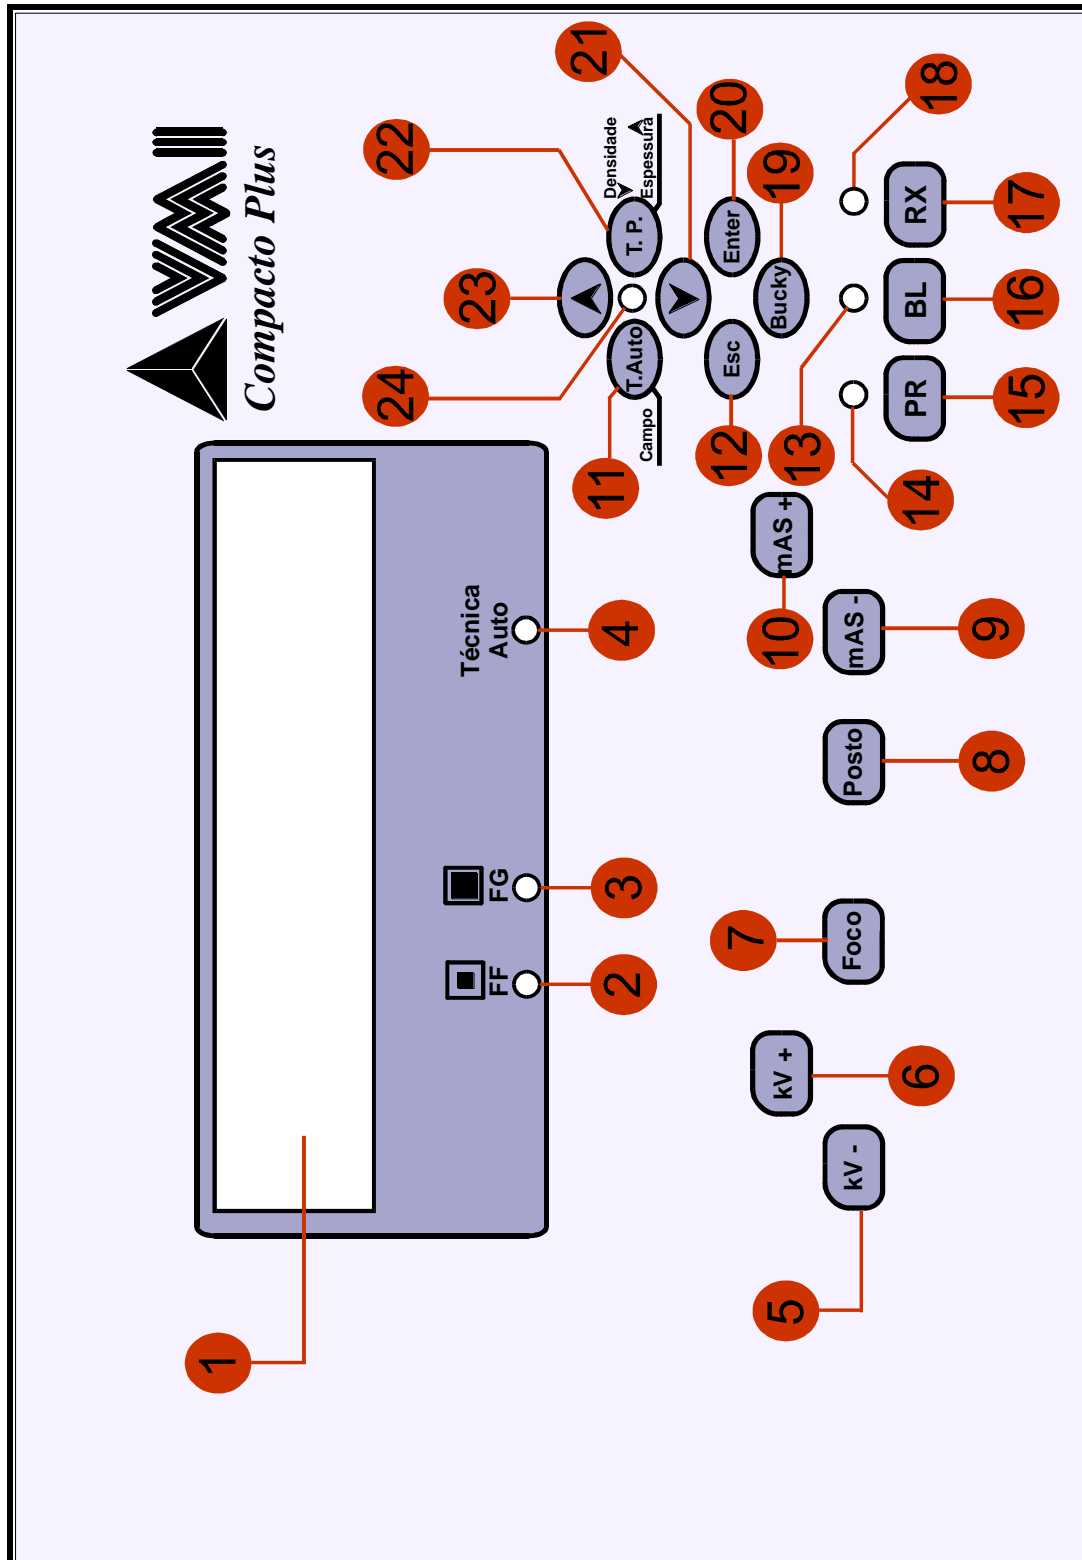 VMI
Compacto Plus
1
Técnica
Auto
FF
FG
2
3
4
5
kV -
kV +
6
7
Foco
Posto
8
mAS -
9
mAS +
10
11
T.Auto
Campo
24
23
22
T. P.
Densidade
Espessura
21
Esc
12
Enter
20
Bucky
19
13
14
18
PR
15
BL
16
RX
17